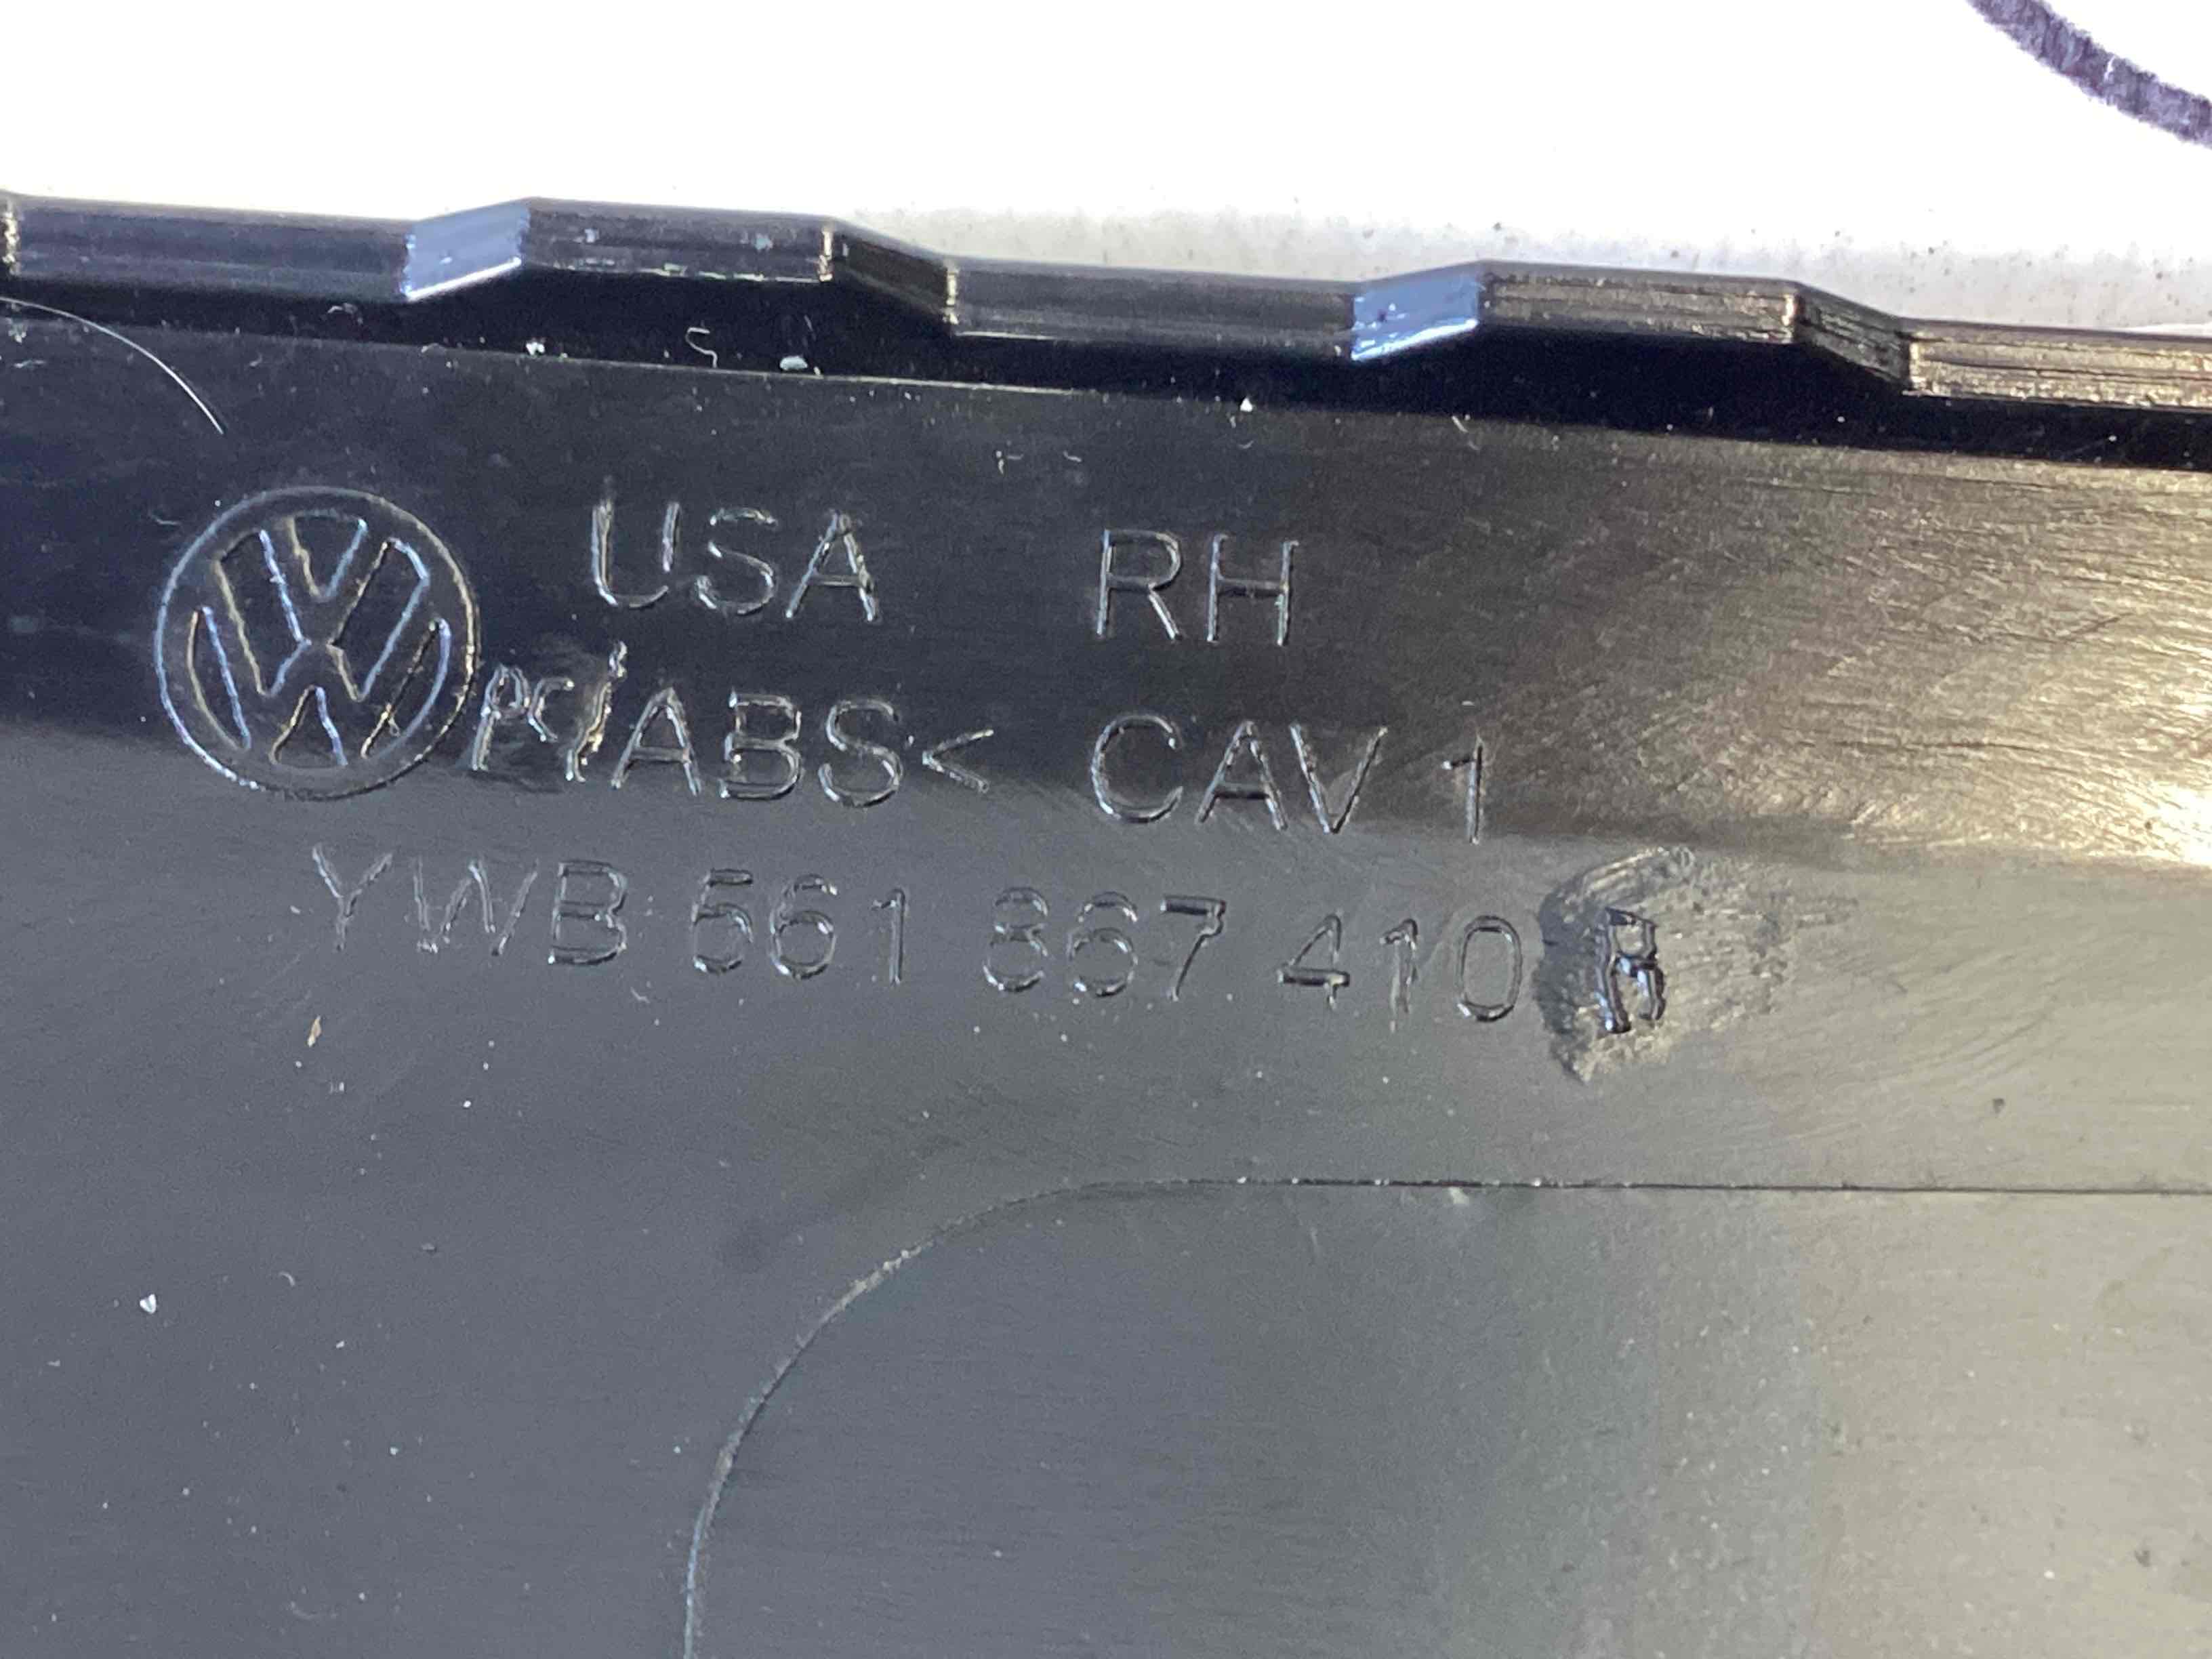 USA RH
PC/ABS< CAV 1
YWB 561 867 410